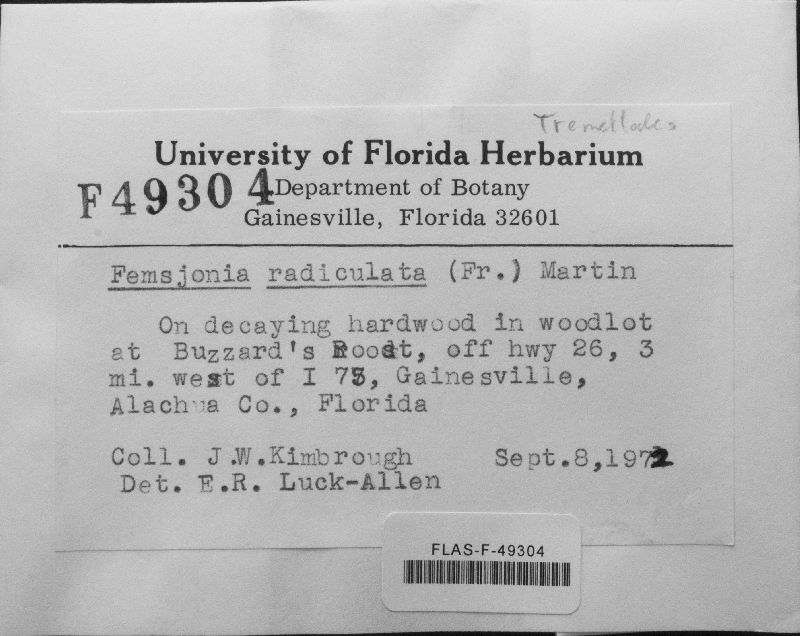 Tremellales
University of Florida Herbarium
F49304
Department of Botany
Gainesville, Florida 32601
Femsjonia radiculata (Fr.) Martin
On decaying hardwood in woodlot
at Buzzard's Roost, off hwy 26, 3
mi. west of I 75, Gainesville,
Alachua Co., Florida
Coll. J.W.Kimbrough Sept.8,1972
Det. E.R. Luck-Allen
FLAS-F-49304